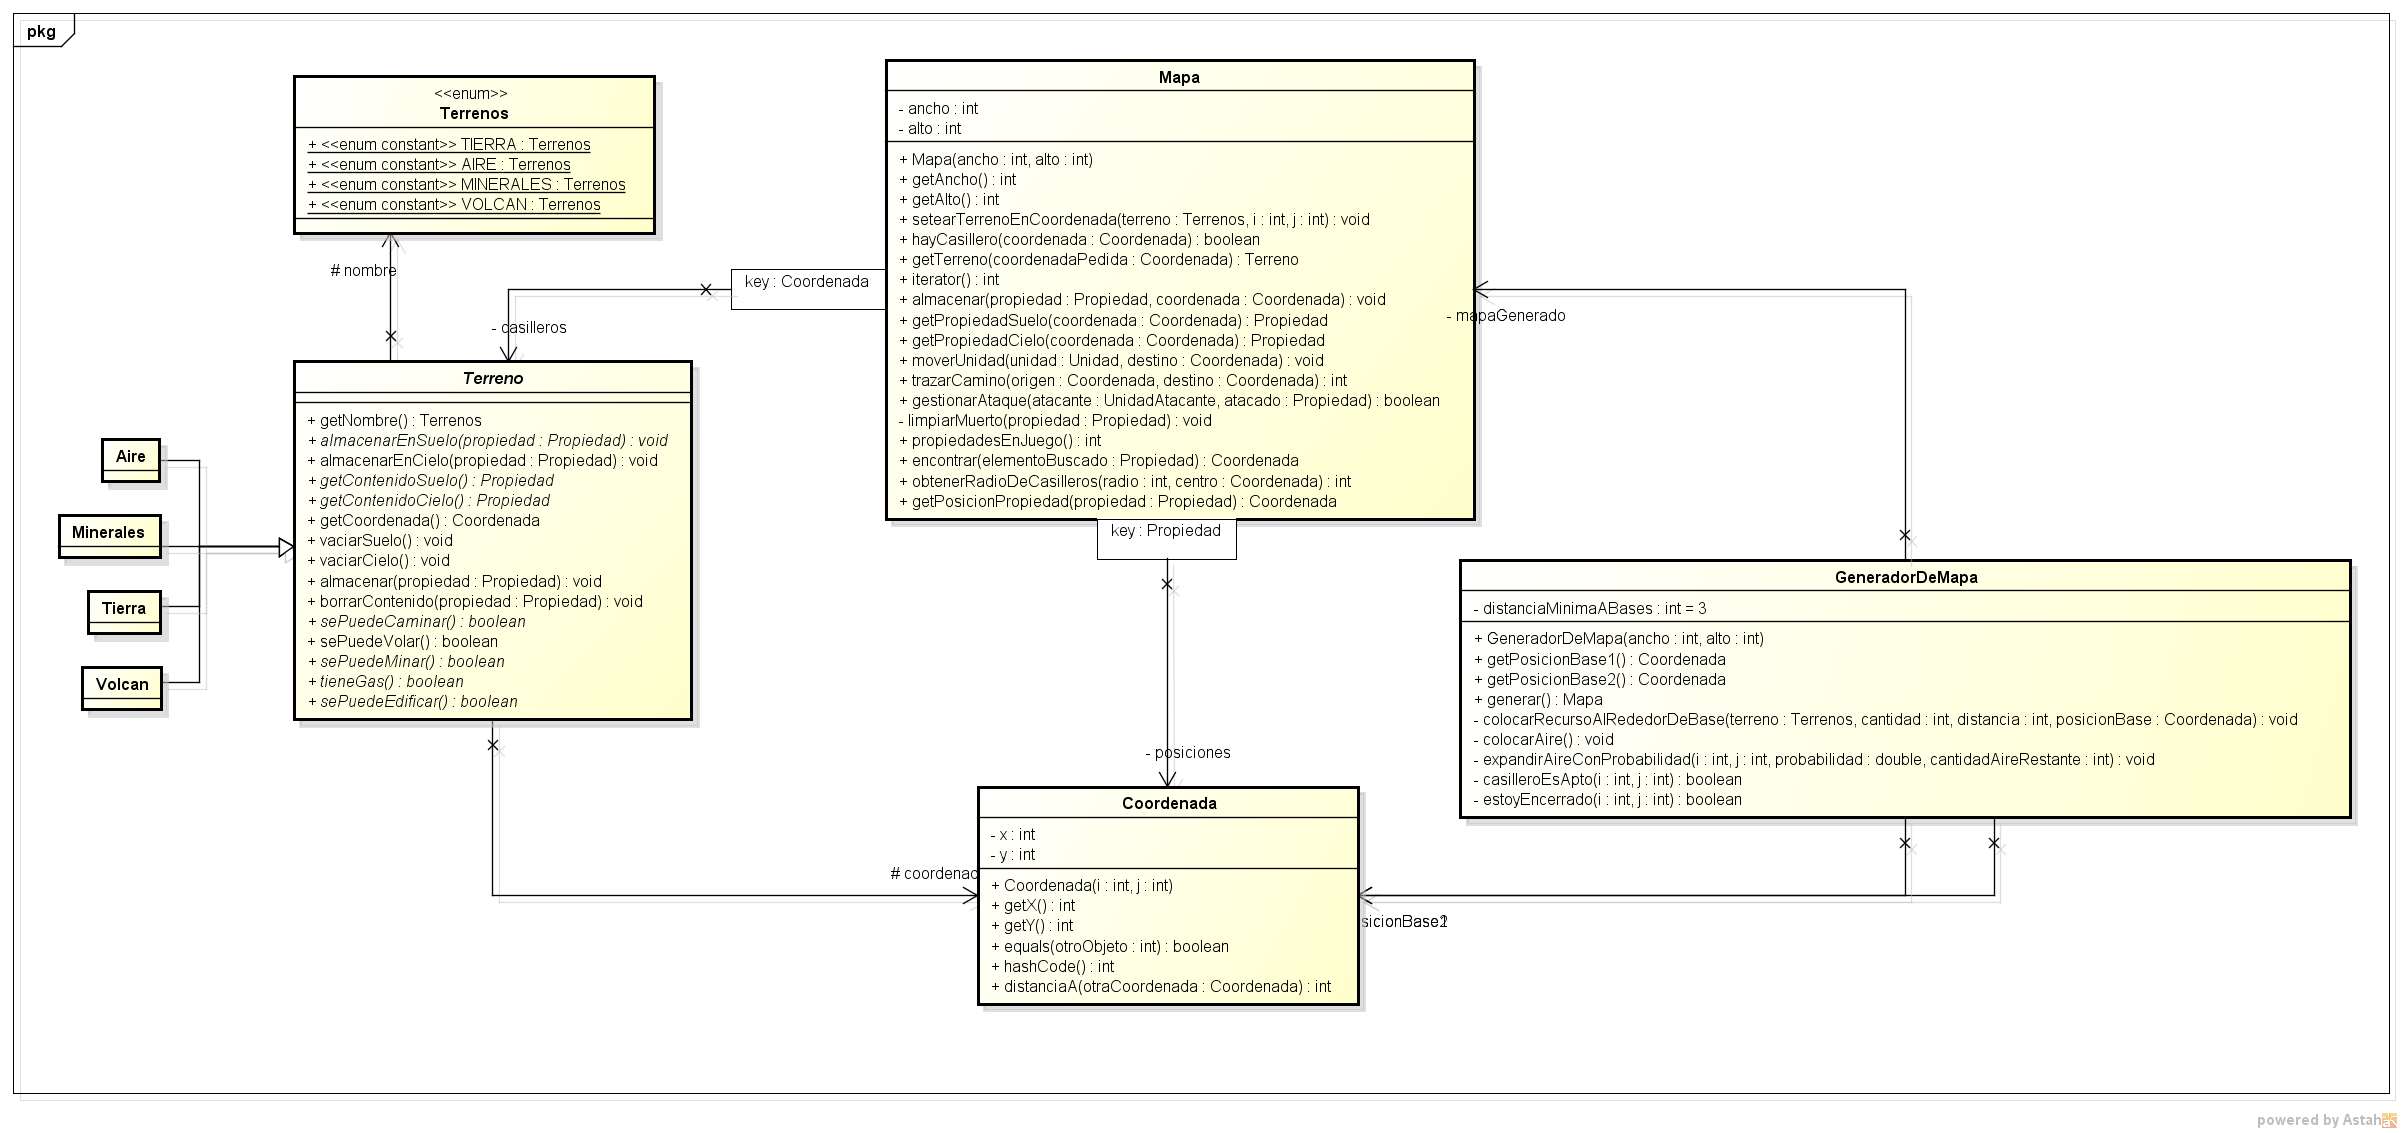 pkg
<<enum>>
Terrenos
+ <<enum constant>> TIERRA : Terrenos
+ <<enum constant>> AIRE : Terrenos
+ <<enum constant>> MINERALES : Terrenos
+ <<enum constant>> VOLCAN : Terrenos
# nombre
key : Coordenada
- casilleros
Mapa
- ancho : int
- alto : int
+ Mapa(ancho : int, alto : int)
+ getAncho() : int
+ getAlto() : int
+ setearTerrenoEnCoordenada(terreno : Terrenos, i : int, j : int) : void
+ hayCasillero(coordenada : Coordenada) : boolean
+ getTerreno(coordenadaPedida : Coordenada) : Terreno
+ iterator() : int
+ almacenar(propiedad : Propiedad, coordenada : Coordenada) : void
+ getPropiedadSuelo(coordenada : Coordenada) : Propiedad
+ getPropiedadCielo(coordenada : Coordenada) : Propiedad
+ moverUnidad(unidad : Unidad, destino : Coordenada) : void
+ trazarCamino(origen : Coordenada, destino : Coordenada) : int
+ gestionarAtaque(atacante : UnidadAtacante, atacado : Propiedad) : boolean
- limpiarMuerto(propiedad : Propiedad) : void
+ propiedadesEnJuego() : int
+ encontrar(elementoBuscado : Propiedad) : Coordenada
+ obtenerRadioDeCasilleros(radio : int, centro : Coordenada) : int
+ getPosicionPropiedad(propiedad : Propiedad) : Coordenada
key : Propiedad
- mapaGenerado
Terreno
+ getNombre() : Terrenos
+ almacenarEnSuelo(propiedad : Propiedad) : void
+ almacenarEnCielo(propiedad : Propiedad) : void
+ getContenidoSuelo() : Propiedad
+ getContenidoCielo() : Propiedad
+ getCoordenada() : Coordenada
+ vaciarSuelo() : void
+ vaciarCielo() : void
+ almacenar(propiedad : Propiedad) : void
+ borrarContenido(propiedad : Propiedad) : void
+ sePuedeCaminar() : boolean
+ sePuedeVolar() : boolean
+ sePuedeMinar() : boolean
+ tieneGas() : boolean
+ sePuedeEdificar() : boolean
Aire
Minerales
Tierra
Volcan
GeneradorDeMapa
- distanciaMinimaABases : int = 3
+ GeneradorDeMapa(ancho : int, alto : int)
+ getPosicionBase1() : Coordenada
+ getPosicionBase2() : Coordenada
+ generar() : Mapa
- colocarRecursoAlRededorDeBase(terreno : Terrenos, cantidad : int, distancia : int, posicionBase : Coordenada) : void
- colocarAire() : void
- expandirAireConProbabilidad(i : int, j : int, probabilidad : double, cantidadAireRestante : int) : void
- casilleroEsApto(i : int, j : int) : boolean
- estoyEncerrado(i : int, j : int) : boolean
- posiciones
# coordenac
Coordenada
- x : int
- y : int
+ Coordenada(i : int, j : int)
+ getX() : int
+ getY() : int
+ equals(otroObjeto : int) : boolean
+ hashCode() : int
+ distanciaA(otraCoordenada : Coordenada) : int
powered by Astah